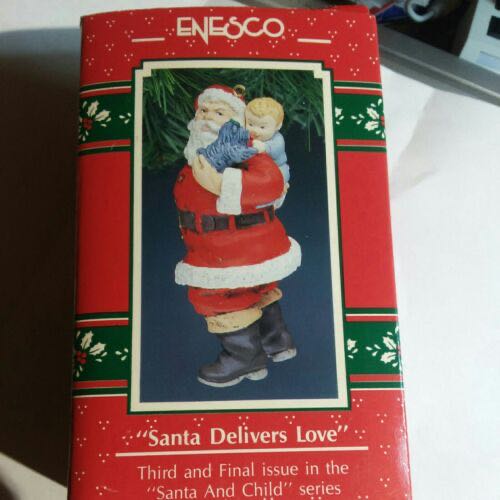 ENESCO
"Santa Delivers Love"
Third and Final issue in the
"Santa And Child" series